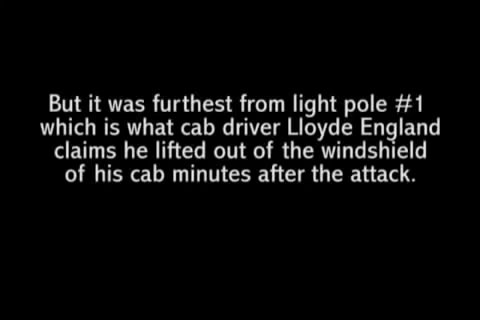 But it was furthest from light pole #1
which is what cab driver Lloyde England
claims he lifted out of the windshield
of his cab minutes after the attack.